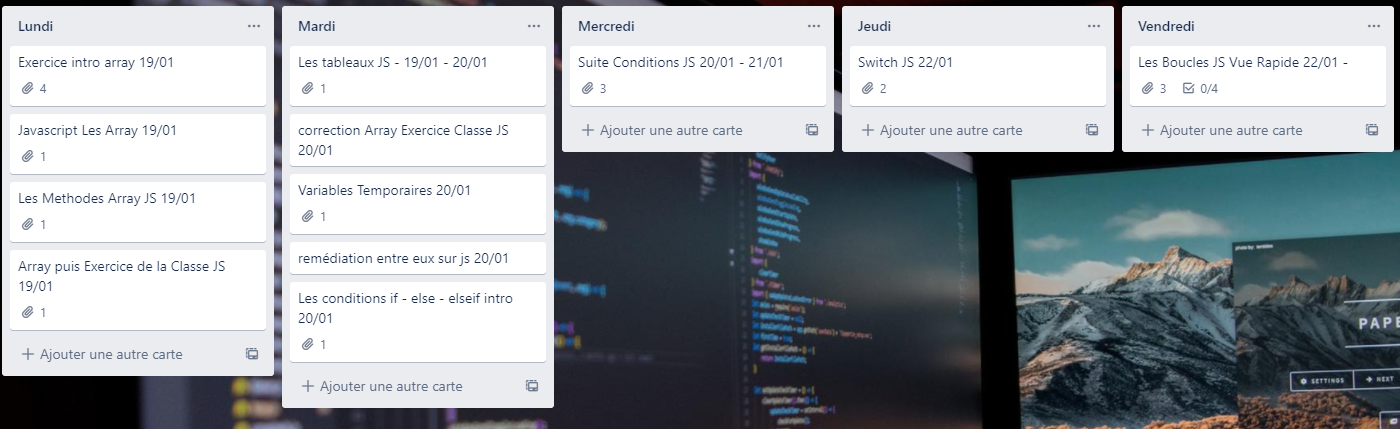 Lundi
Exercice intro array 19/01
4
Javascript Les Array 19/01
1
Les Methodes Array JS 19/01
1
Array puis Exercice de la Classe JS
19/01
1
+ Ajouter une autre carte
Mardi
Les tableaux JS - 19/01 - 20/01
1
correction Array Exercice Classe JS
20/01
Variables Temporaires 20/01
1
remédiation entre eux sur js 20/01
Les conditions if - else - elseif intro
20/01
1
+ Ajouter une autre carte
Mercredi
Suite Conditions JS 20/01 - 21/01
3
+ Ajouter une autre carte
Jeudi
Switch JS 22/01
2
+ Ajouter une autre carte
Vendredi
Les Boucles JS Vue Rapide 22/01 -
3 0/4
+ Ajouter une autre carte
PAPE
SETTINGS
NEXT